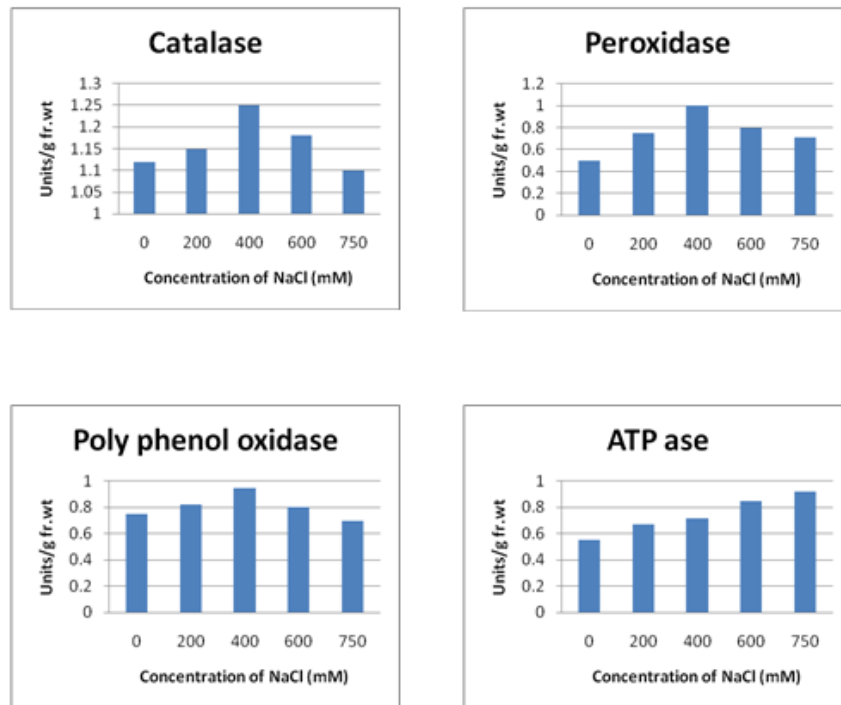 Catalase
Units/g fr.wt
1.3
1.25
1.2
1.15
1.1
1.05
1
0 200 400 600 750
Concentration of NaCl (mM)
Peroxidase
Units/g fr.wt
1.2
1
0.8
0.6
0.4
0.2
0
0 200 400 600 750
Concentration of NaCl (mM)
Poly phenol oxidase
Units/g fr.wt
1
0.8
0.6
0.4
0.2
0
0 200 400 600 750
Concentration of NaCl (mM)
ATP ase
Units/g fr.wt
1
0.8
0.6
0.4
0.2
0
0 200 400 600 750
Concentration of NaCl (mM)